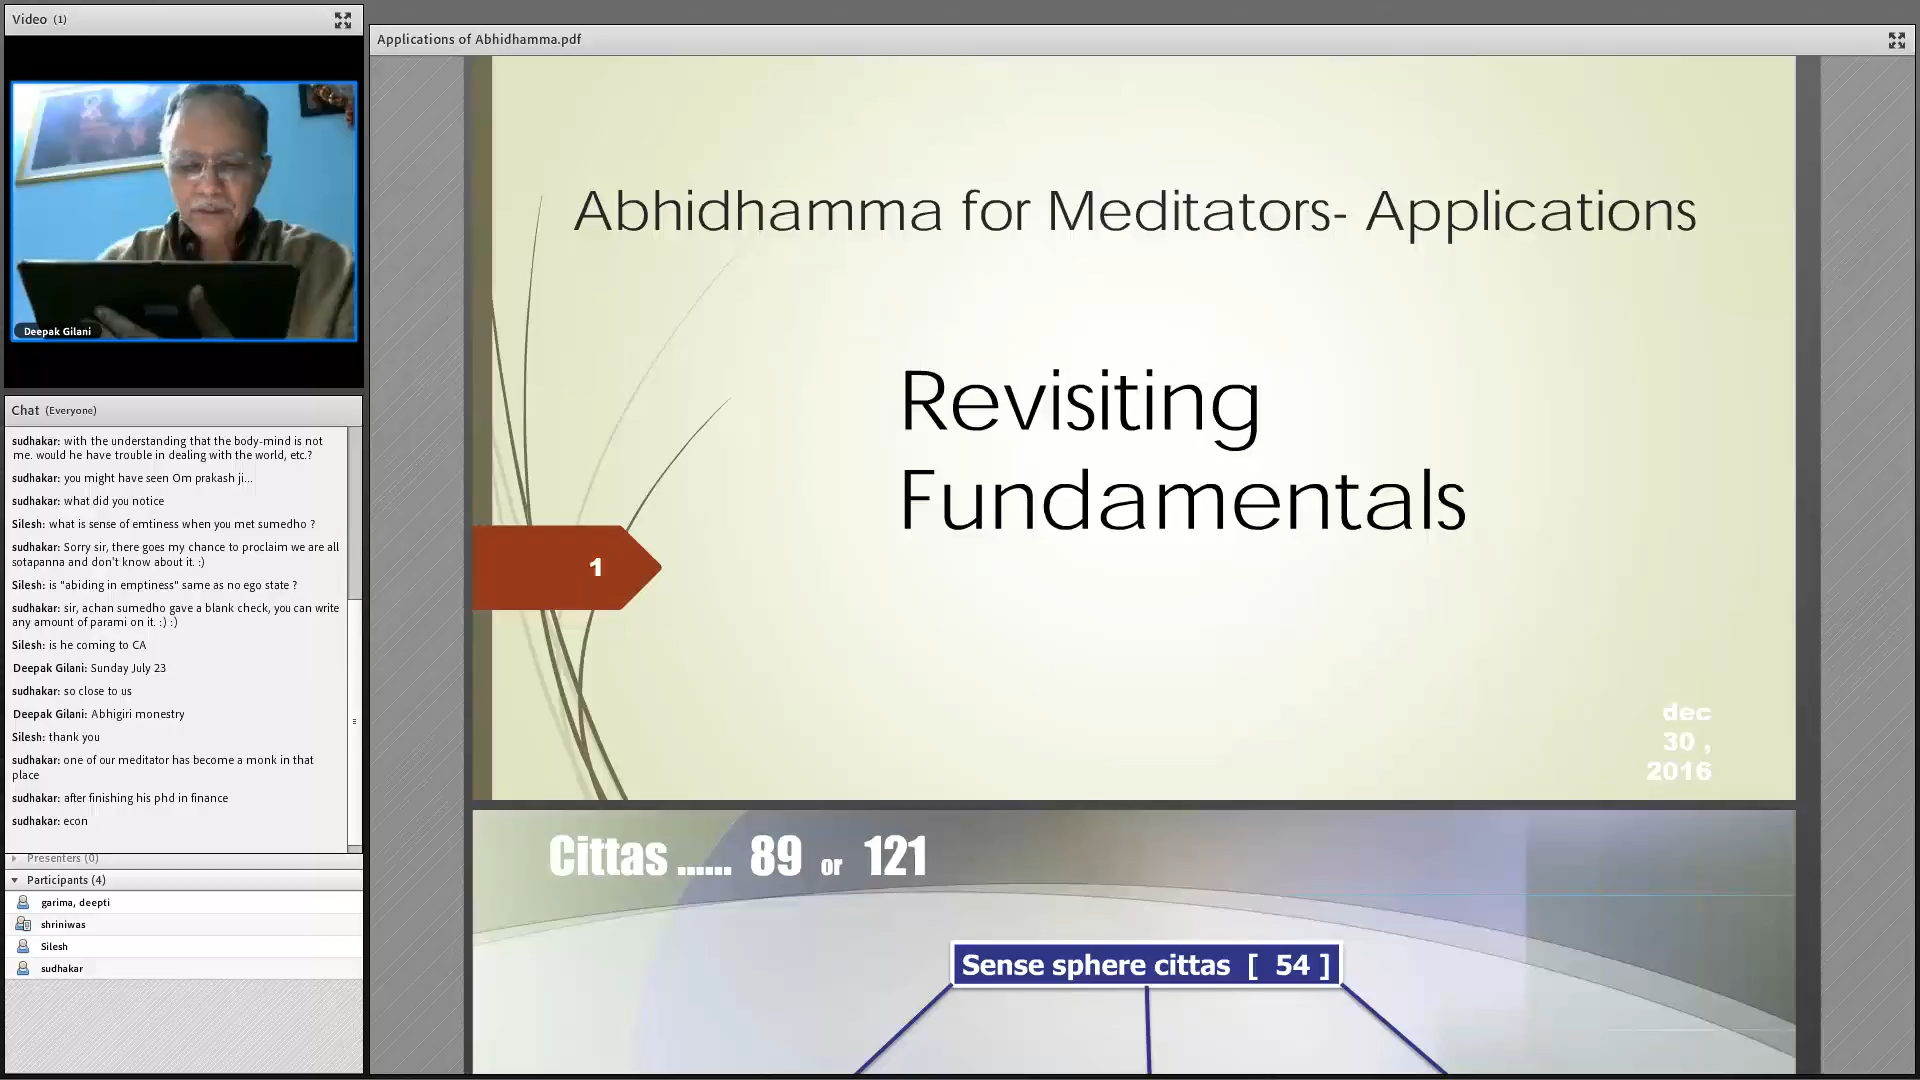 Video (1)
Deepak Gilani
Chat (Everyone)
sudhakar: with the understanding that the body-mind is not
me. would he have trouble in dealing with the world, etc.?
sudhakar: you might have seen Om prakash ji...
sudhakar: what did you notice
Silesh: what is sense of emtiness when you met sumedho ?
sudhakar: Sorry sir, there goes my chance to proclaim we are all
sotapanna and don't know about it. :)
Silesh: is "abiding in emptiness" same as no ego state ?
sudhakar: sir, achan sumedho gave a blank check, you can write
any amount of parami on it. :) :)
Silesh: is he coming to CA
Deepak Gilani: Sunday July 23
sudhakar: so close to us
Deepak Gilani: Abhigiri monestry
Silesh: thank you
sudhakar: one of our meditator has become a monk in that
place
sudhakar: after finishing his phd in finance
sudhakar: econ
Presenters (0)
Participants (4)
garima, deepti
shriniwas
Silesh
sudhakar
Applications of Abhidhamma.pdf
Abhidhamma for Meditators- Applications
Revisiting
Fundamentals
1
dec
30 ,
2016
Cittas ...... 89 or 121
Sense sphere cittas [ 54 ]